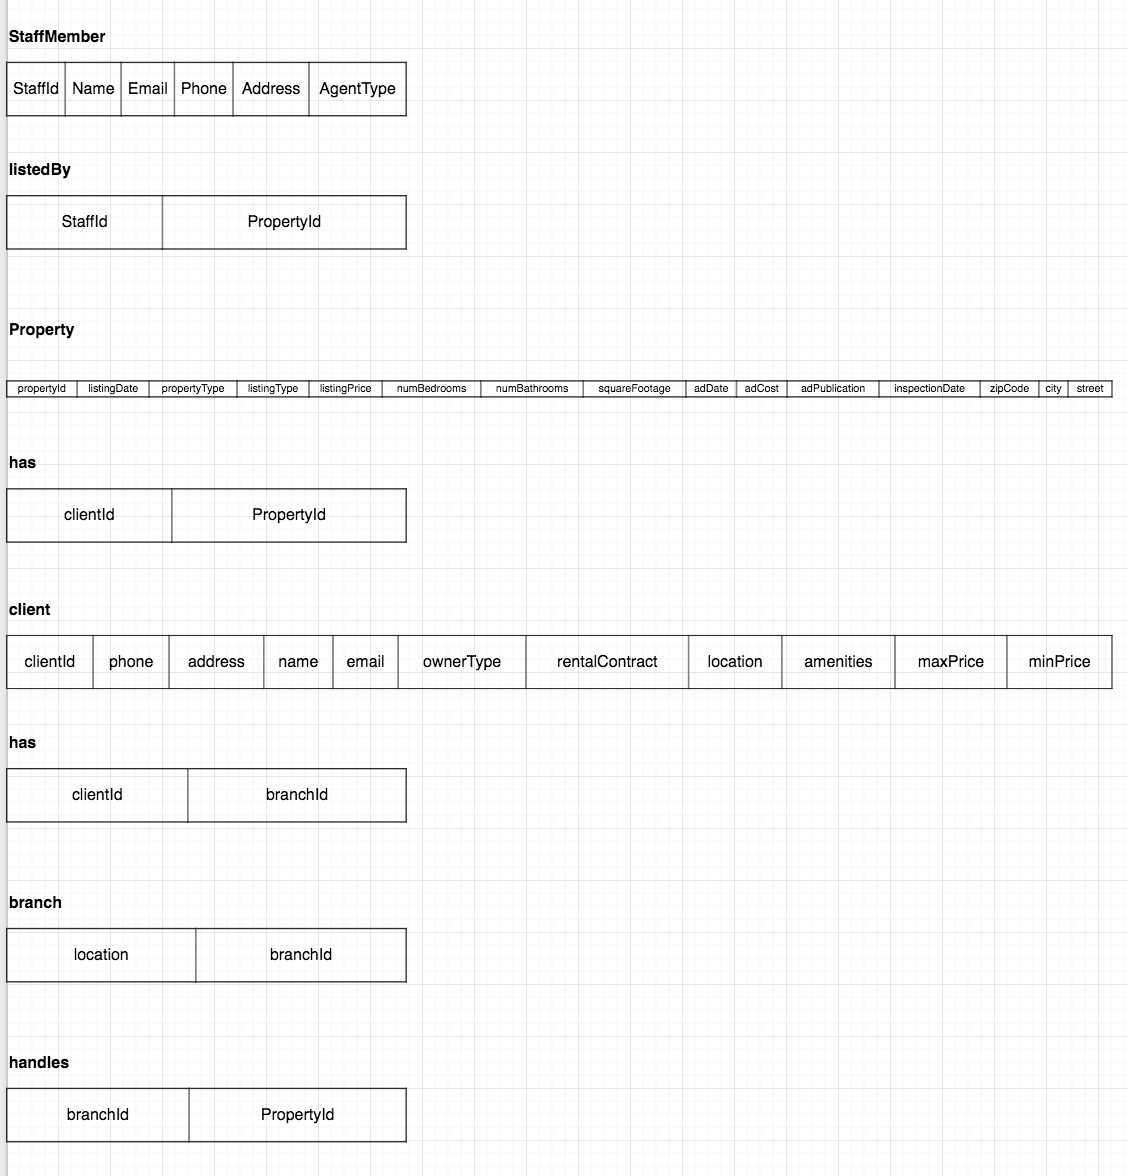 StaffMember
StaffId Name Email Phone Address AgentType
listedBy
StaffId PropertyId
Property
propertyId listingDate propertyType listingType listingPrice numBedrooms numBathrooms squareFootage adDate adCost adPublication inspectionDate zipCode city street
has
clientId PropertyId
client
clientId phone address name email ownerType rentalContract location amenities maxPrice minPrice
has
clientId branchId
branch
location branchId
handles
branchId PropertyId